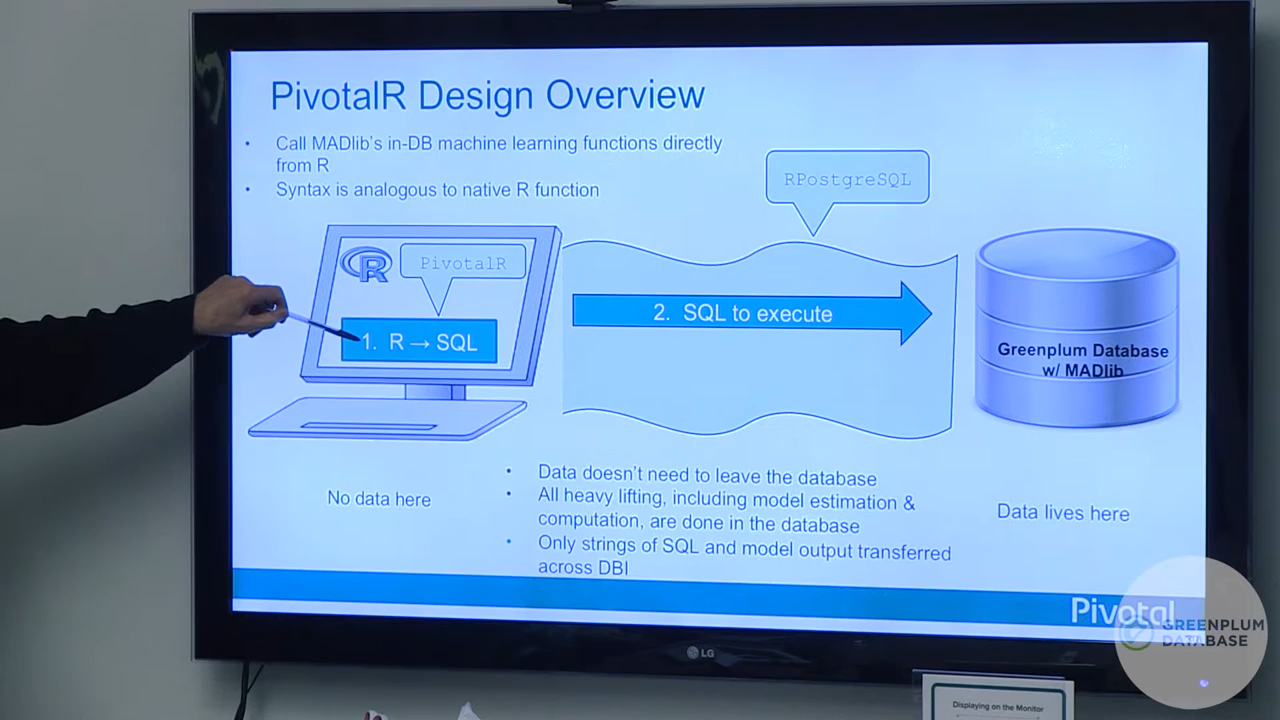 PivotalR Design Overview
• Call MADlib's in-DB machine learning functions directly
from R
• Syntax is analogous to native R function
RPostgreSQL
R
PivotalR
1. R → SQL
2. SQL to execute
Greenplum Database
w/ MADlib
No data here
• Data doesn't need to leave the database
• All heavy lifting, including model estimation &
computation, are done in the database
• Only strings of SQL and model output transferred
across DBI
Data lives here
Pivotal
GREENPLUM
DATABASE
LG
Displaying on the Monitor